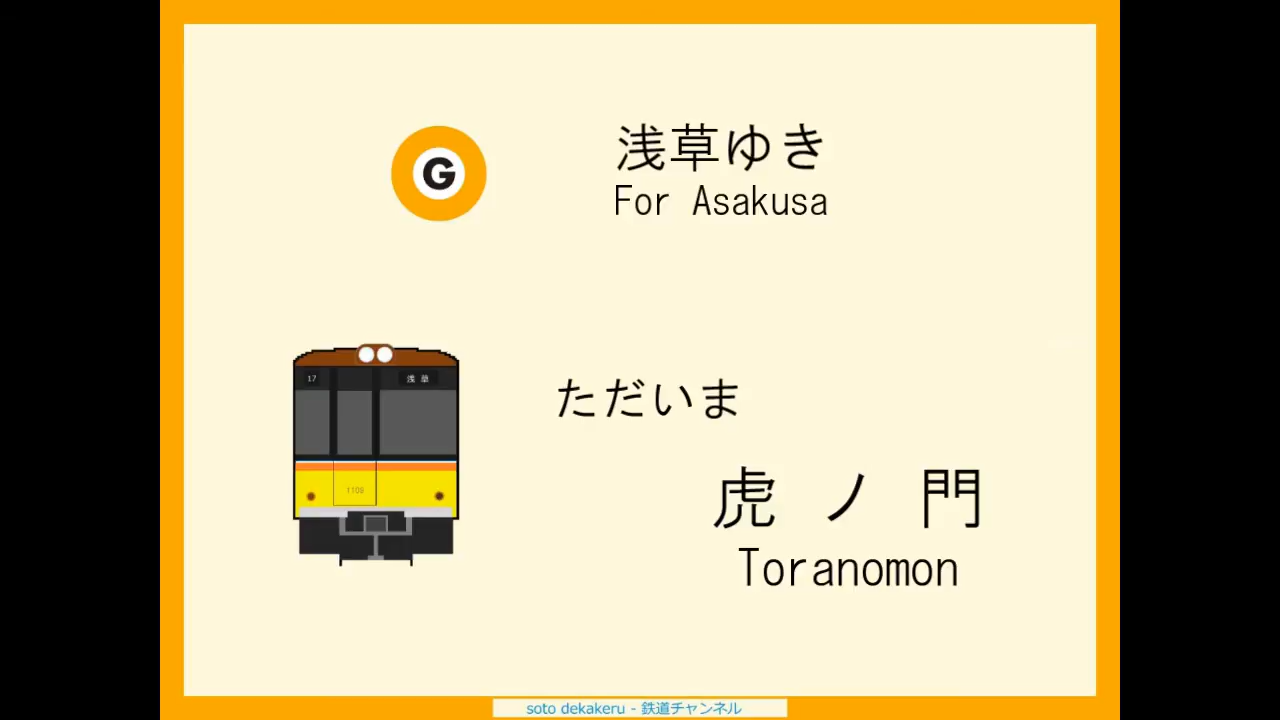 G
浅草ゆき
For Asakusa
17
浅 草
ただいま
1109
虎 ノ 門
Toranomon
soto dekakeru - 鉄道チャンネル